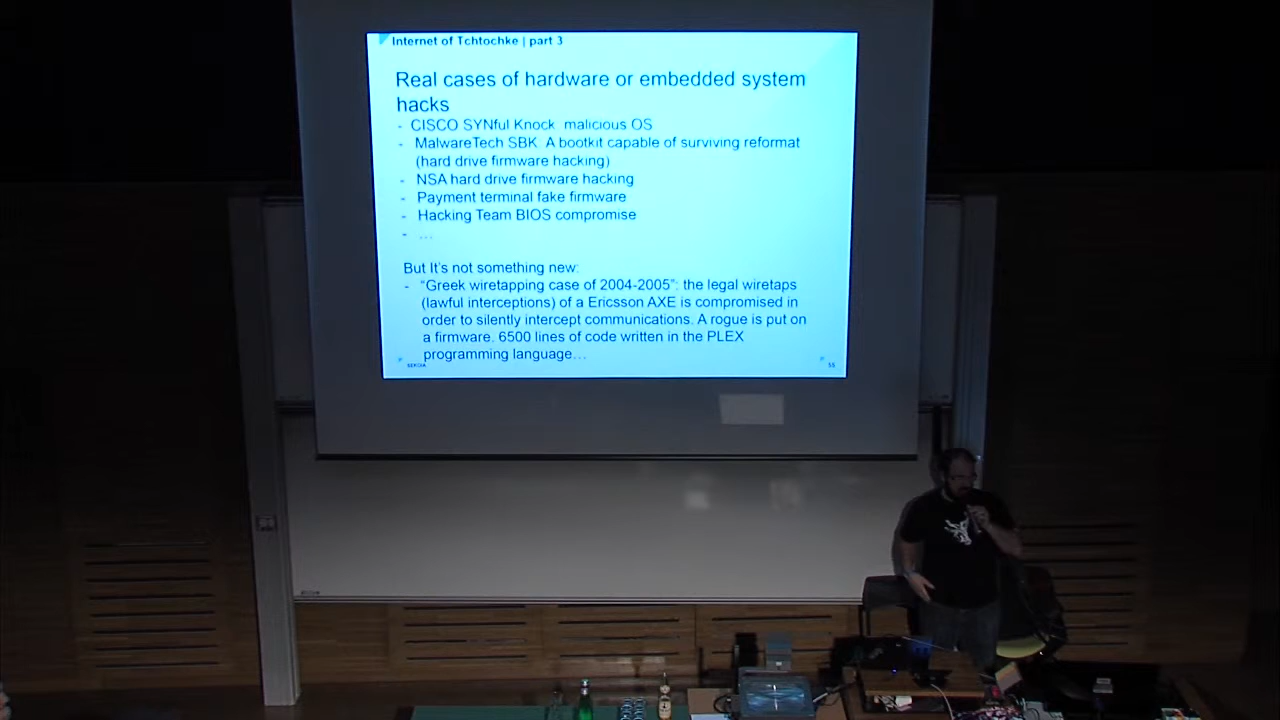 Internet of Tchtochke | part 3
Real cases of hardware or embedded system
hacks
- CISCO SYNful Knock malicious OS
- MalwareTech SBK: A bootkit capable of surviving reformat
(hard drive firmware hacking)
- NSA hard drive firmware hacking
- Payment terminal fake firmware
- Hacking Team BIOS compromise
- …
But It's not something new:
- “Greek wiretapping case of 2004-2005”: the legal wiretaps
(lawful interceptions) of a Ericsson AXE is compromised in
order to silently intercept communications. A rogue is put on
a firmware. 6500 lines of code written in the PLEX
programming language…
SEKOIA
55